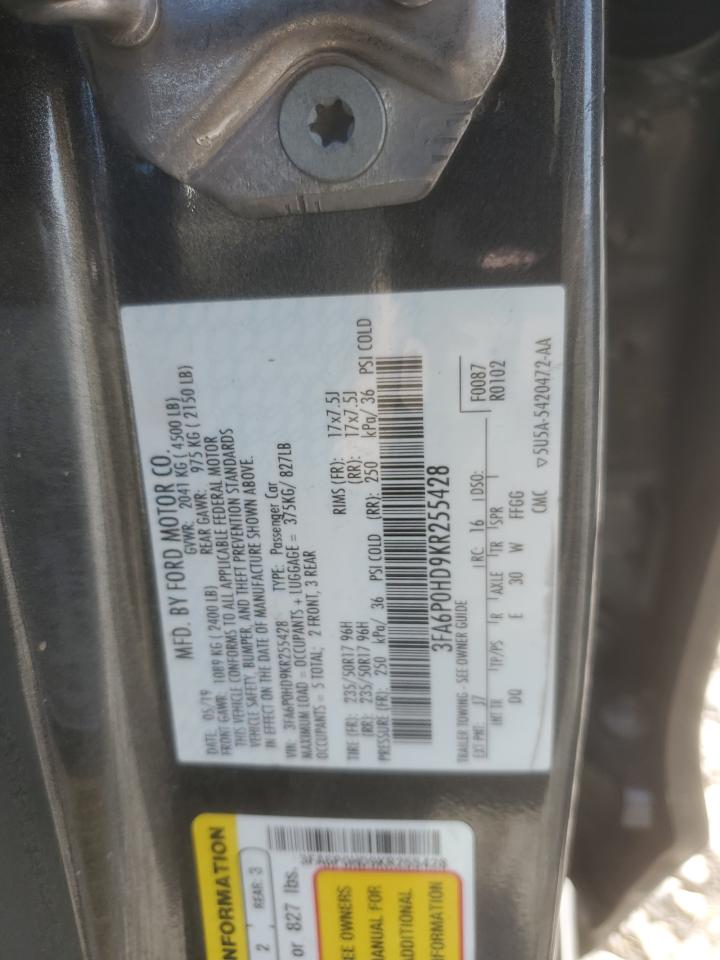 MFD. BY FORD MOTOR CO.
DATE: 05/19 GVWR: 2041 KG ( 4500 LB)
FRONT GAWR: 1089 KG ( 2400 LB) REAR GAWR: 975 KG ( 2150 LB)
THIS VEHICLE CONFORMS TO ALL APPLICABLE FEDERAL MOTOR
VEHICLE SAFETY, BUMPER, AND THEFT PREVENTION STANDARDS
IN EFFECT ON THE DATE OF MANUFACTURE SHOWN ABOVE.
VIN: 3FA6P0HD9KR255428 TYPE: Passenger Car
MAXIMUM LOAD = OCCUPANTS + LUGGAGE = 375KG/ 827LB
OCCUPANTS = 5 TOTAL; 2 FRONT, 3 REAR
TIRE (FR): 235/50R17 96H RIMS (FR): 17x7.5J
(RR): 235/50R17 96H (RR): 17x7.5J
PRESSURE (FR): 250 kPa/ 36 PSI COLD (RR): 250 kPa/ 36 PSI COLD
3FA6P0HD9KR255428
TRAILER TOWING - SEE OWNER GUIDE
EXT PNT: J7 RC: 16 DSO: F0087
R0102
INT TR TP/PS R AXLE TR SPR
DQ E 30 W FFGG
CMC ▽5U5A-5420472-AA
NFORMATION
2 REAR: 3
3FA6P0HD9KR255428
or 827 lbs.
SEE OWNERS
MANUAL FOR
ADDITIONAL
INFORMATION